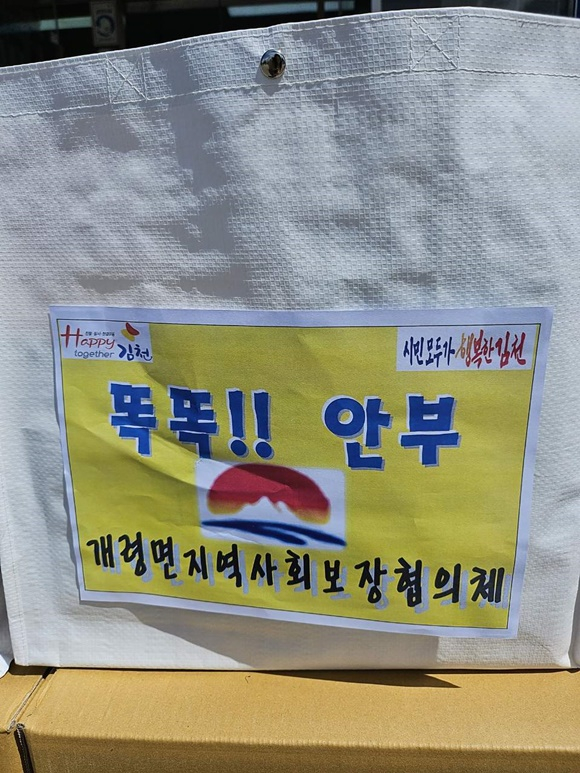 Happy
together 김천
시민 모두가 행복한 김천
똑똑!! 안부
개령면지역사회보장협의체